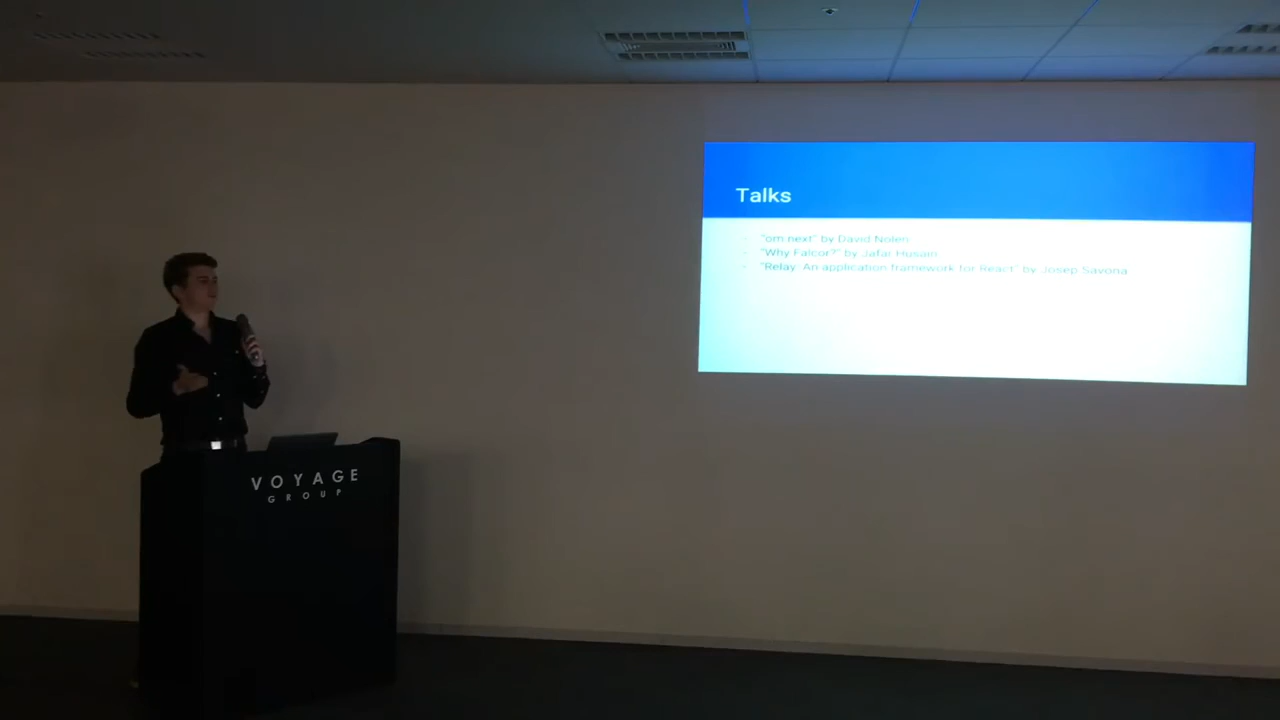 Talks
- "om next" by David Nolen
- "Why Falcor?" by Jafar Husain
- "Relay: An application framework for React" by Josep Savona
VOYAGE
GROUP